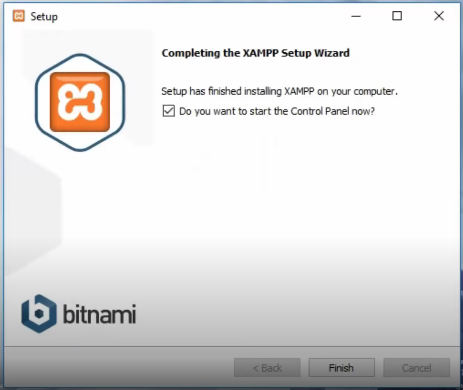 Setup
Completing the XAMPP Setup Wizard
Setup has finished installing XAMPP on your computer.
Do you want to start the Control Panel now?
bitnami
< Back
Finish
Cancel